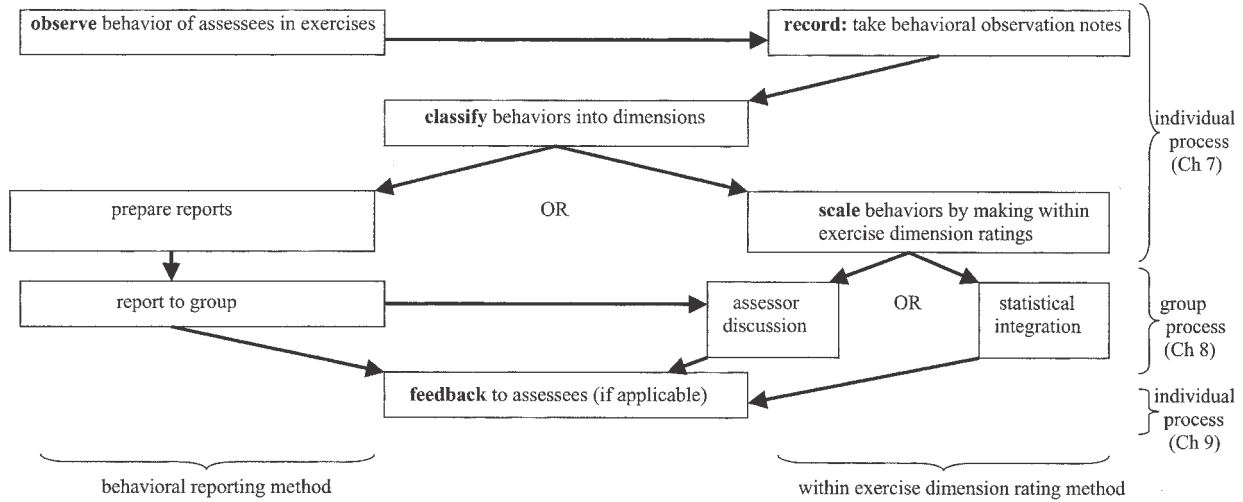 observe behavior of assessees in exercises
record: take behavioral observation notes
classify behaviors into dimensions
individual
process
(Ch 7)
prepare reports
OR
scale behaviors by making within
exercise dimension ratings
report to group
assessor
discussion
OR
statistical
integration
group
process
(Ch 8)
feedback to assessees (if applicable)
individual
process
(Ch 9)
behavioral reporting method
within exercise dimension rating method